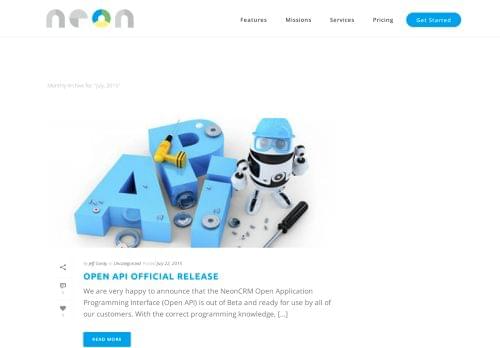 neon
Features Missions Services Pricing Get Started
Monthly Archive for: "July, 2015"
API
By Jeff Gordy In Uncategorized Posted July 22, 2015
OPEN API OFFICIAL RELEASE
We are very happy to announce that the NeonCRM Open Application
Programming Interface (Open API) is out of Beta and ready for use by all of
our customers. With the correct programming knowledge, [...]
READ MORE